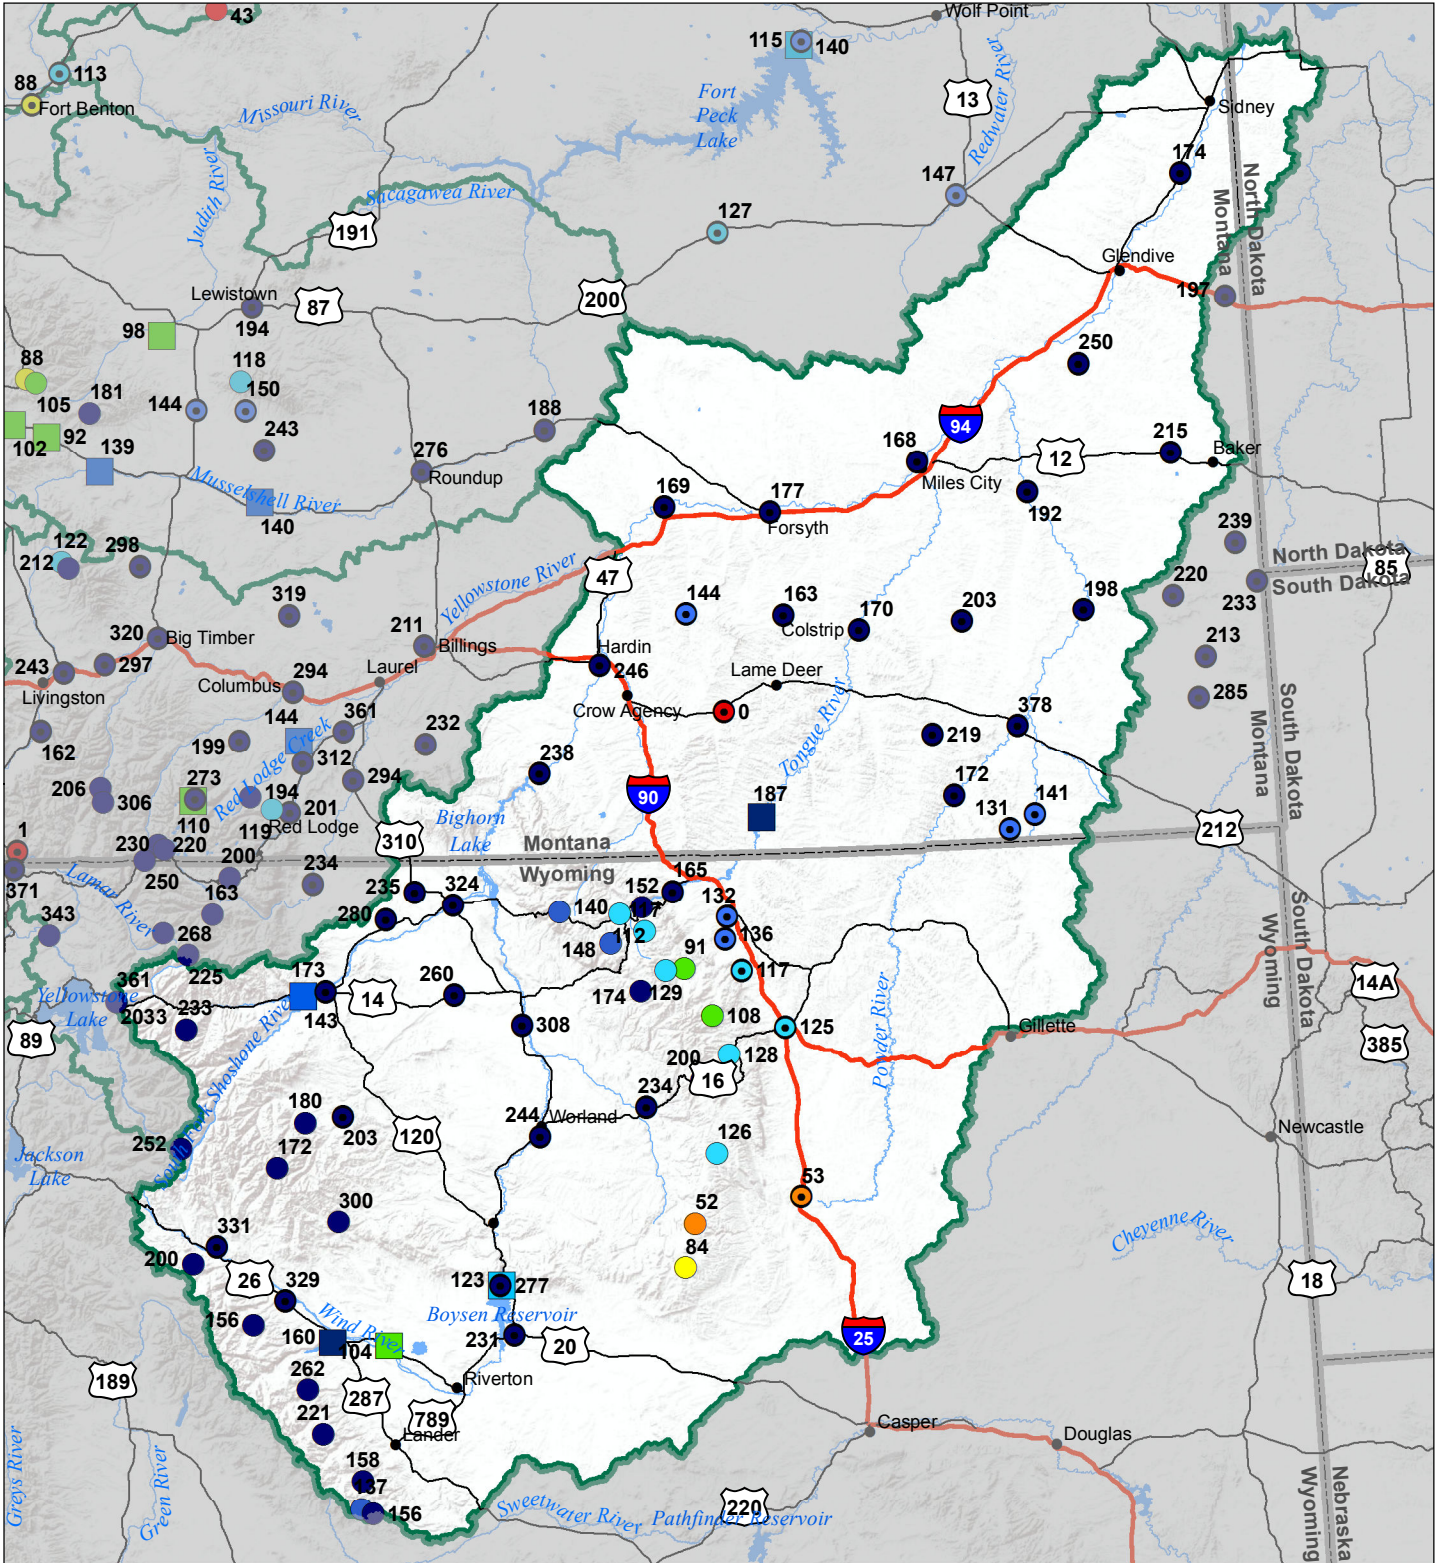 43
Wolf Point
115
140
88
113
Fort Benton
Missouri River
Fort
Peck
Lake
13
Redwater River
Sidney
174
Judith River
Sacagawea River
147
191
127
North Dakota
Montana
Glendive
Lewistown
194
87
200
197
98
250
88
118
105
181
144
150
188
94
102
92
243
168
12
215
Baker
139
276
Roundup
Miles City
Musselshell River
140
169
177
Forsyth
192
239
122
212
298
North Dakota
85
South Dakota
Yellowstone River
47
319
144
163
170
203
198
220
233
Colstrip
320
Big Timber
211
Billings
Hardin
246
213
243
297
Laurel
Lame Deer
Livingston
Columbus
294
Crow Agency
0
378
285
South Dakota
Montana
144
361
232
162
199
312
219
Red Lodge Creek
Tongue River
238
206
306
273
110
194
119
201
Red Lodge
294
90
187
172
131
141
1
Bighorn
Lake
310
Montana
Wyoming
212
230
220
250
200
234
371
163
235
324
165
152
132
Lamar River
343
280
140
117
112
136
148
South Dakota
Wyoming
268
225
91
117
361
173
260
174
129
14A
Yellowstone
Lake
2033
233
143
14
308
108
125
Gillette
89
385
South Fork Shoshone River
200
128
16
Powder River
180
203
234
244
Worland
120
Newcastle
252
172
126
Jackson
Lake
53
300
52
331
84
Cheyenne River
200
26
329
123
277
18
156
Wind River
Boysen Reservoir
160
104
231
20
25
262
Riverton
189
287
221
789
Lander
Casper
Douglas
158
137
156
Greys River
Green River
Sweetwater River
Pathfinder Reservoir
220
Nebraska
Wyoming